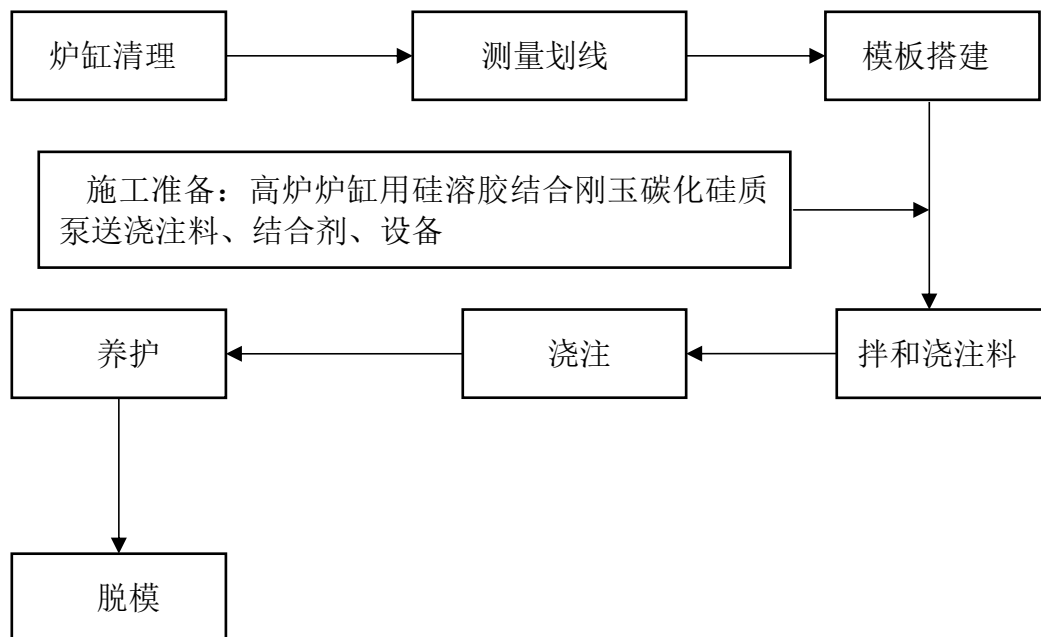 炉缸清理
测量划线
模板搭建
施工准备：高炉炉缸用硅溶胶结合刚玉碳化硅质
泵送浇注料、结合剂、设备
养护
浇注
拌和浇注料
脱模